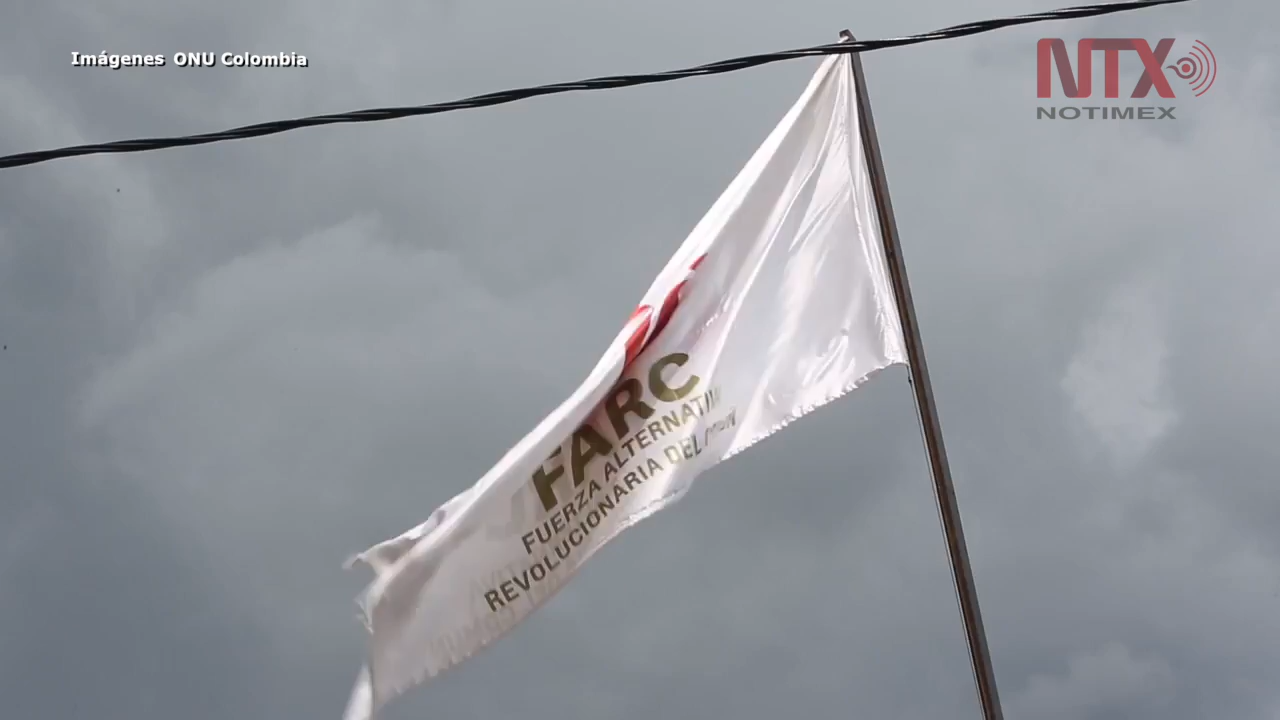 Imágenes ONU Colombia
NTX
NOTIMEX
FARC
FUERZA ALTERNATIVA
REVOLUCIONARIA DEL